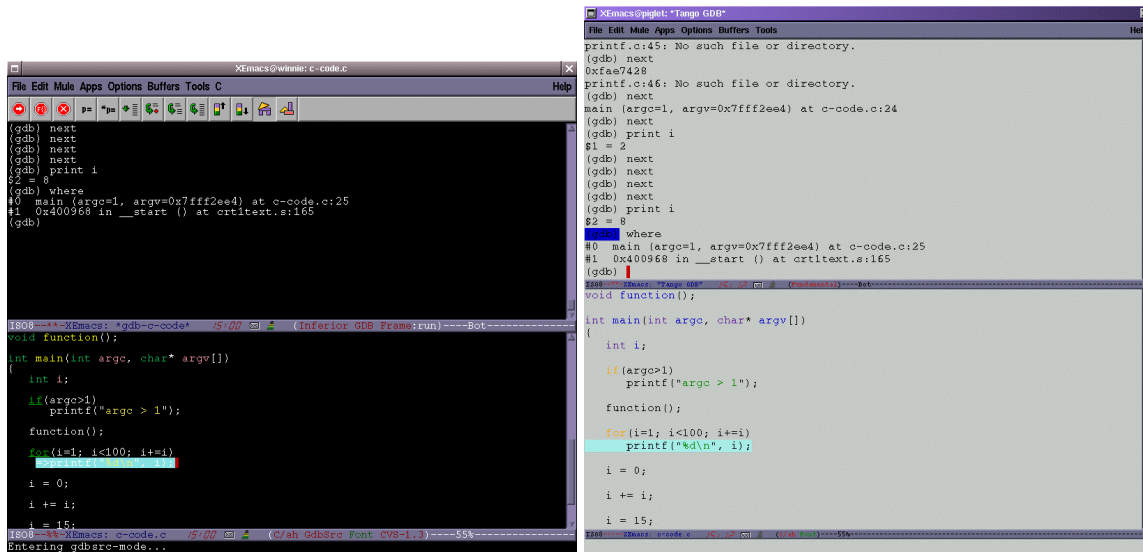 XEmacs@winnie: c-code.c
File Edit Mule Apps Options Buffers Tools C Help
p= *p=
(gdb) next
(gdb) next
(gdb) next
(gdb) next
(gdb) print i
$2 = 8
(gdb) where
#0  main (argc=1, argv=0x7fff2ee4) at c-code.c:25
#1  0x400968 in __start () at crt1text.s:165
(gdb)
ISO8--**-XEmacs: *gdb-c-code* 15:00 (Inferior GDB Frame:run)----Bot---------------
void function();
int main(int argc, char* argv[])
{
int i;
if(argc>1)
printf("argc > 1");
function();
for(i=1; i<100; i+=i)
=>printf("%d\n", i);
i = 0;
i += i;
i = 15;
ISO8--%%-XEmacs: c-code.c 15:00 (C/ah GdbSrc Font CVS-1.3)----55%---------------
Entering gdbsrc-mode...
XEmacs@piglet: *Tango GDB*
File Edit Mule Apps Options Buffers Tools Hel
printf.c:45: No such file or directory.
(gdb) next
0xfae7428
printf.c:46: No such file or directory.
(gdb) next
main (argc=1, argv=0x7fff2ee4) at c-code.c:24
(gdb) next
(gdb) print i
$1 = 2
(gdb) next
(gdb) next
(gdb) next
(gdb) next
(gdb) print i
$2 = 8
(gdb) where
#0  main (argc=1, argv=0x7fff2ee4) at c-code.c:25
#1  0x400968 in __start () at crt1text.s:165
(gdb)
ISO8--**-XEmacs: *Tango GDB* (Fundamental)----Bot---------------
void function();
int main(int argc, char* argv[])
{
int i;
if(argc>1)
printf("argc > 1");
function();
for(i=1; i<100; i+=i)
printf("%d\n", i);
i = 0;
i += i;
i = 15;
ISO8-----XEmacs: c-code.c (C/ah Font)----55%---------------